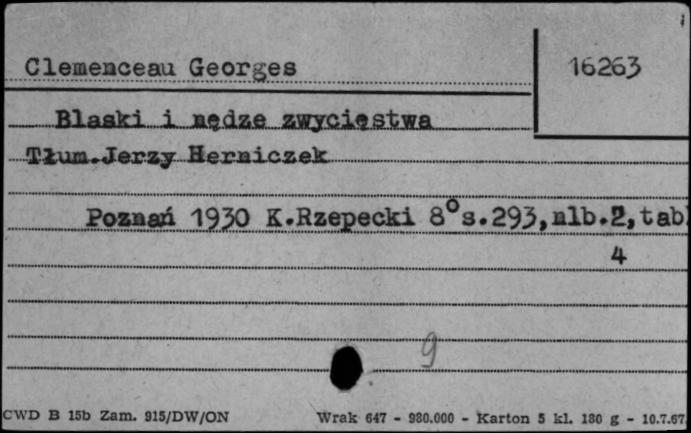 Clemenceau Georges
16263
Blaski i nędze zwycięstwa
Tłum.Jerzy Herniczek
Poznań 1930 K.Rzepecki 8° s.293,nlb.2,tab.
4
9
CWD B 15b Zam. 915/DW/ON Wrak 647 - 980.000 - Karton 5 kl. 180 g - 10.7.67